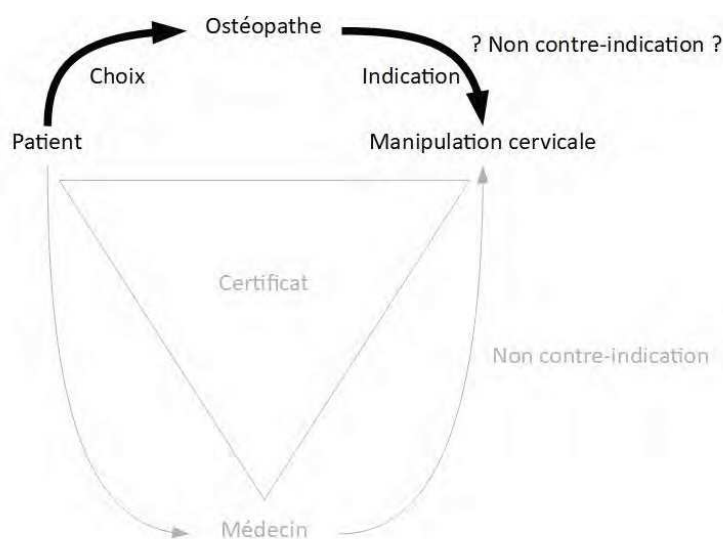 Ostéopathe
? Non contre-indication ?
Choix
Indication
Patient
Manipulation cervicale
Certificat
Non contre-indication
Médecin